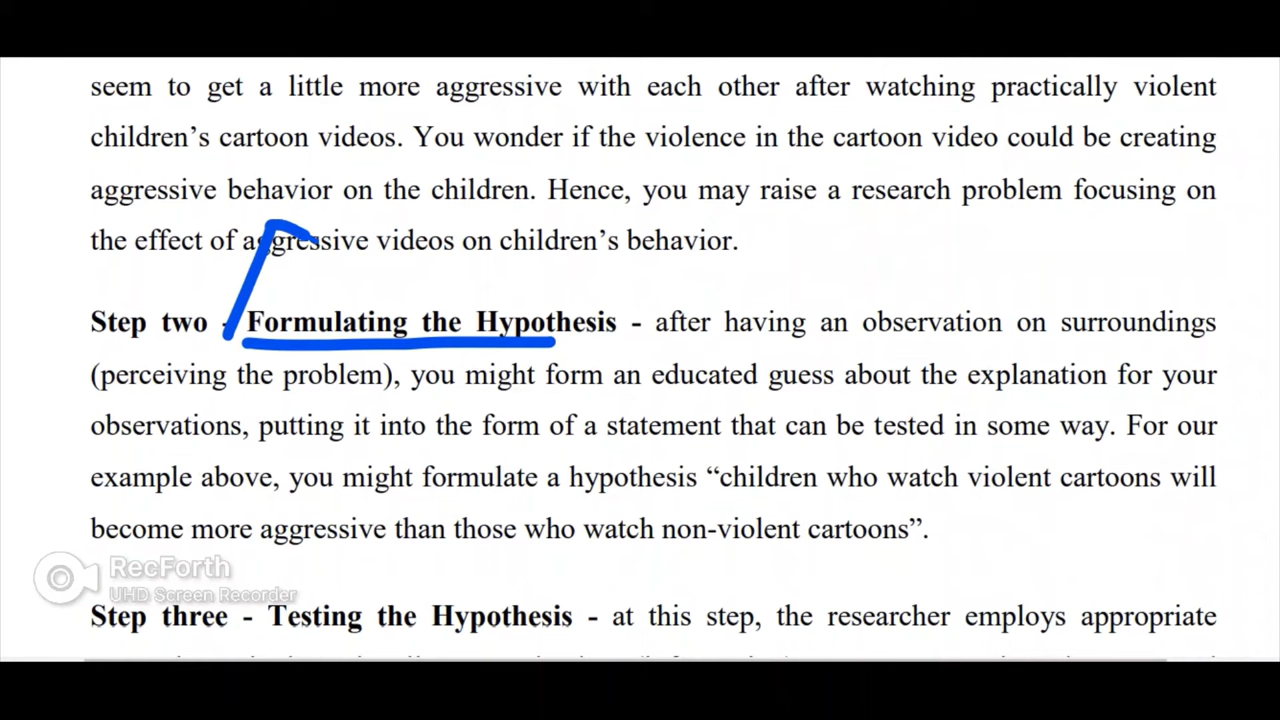 seem to get a little more aggressive with each other after watching practically violent
children’s cartoon videos. You wonder if the violence in the cartoon video could be creating
aggressive behavior on the children. Hence, you may raise a research problem focusing on
the effect of aggressive videos on children’s behavior.
Step two - Formulating the Hypothesis - after having an observation on surroundings
(perceiving the problem), you might form an educated guess about the explanation for your
observations, putting it into the form of a statement that can be tested in some way. For our
example above, you might formulate a hypothesis “children who watch violent cartoons will
become more aggressive than those who watch non-violent cartoons”.
RecForth
UHD Screen Recorder
Step three - Testing the Hypothesis - at this step, the researcher employs appropriate